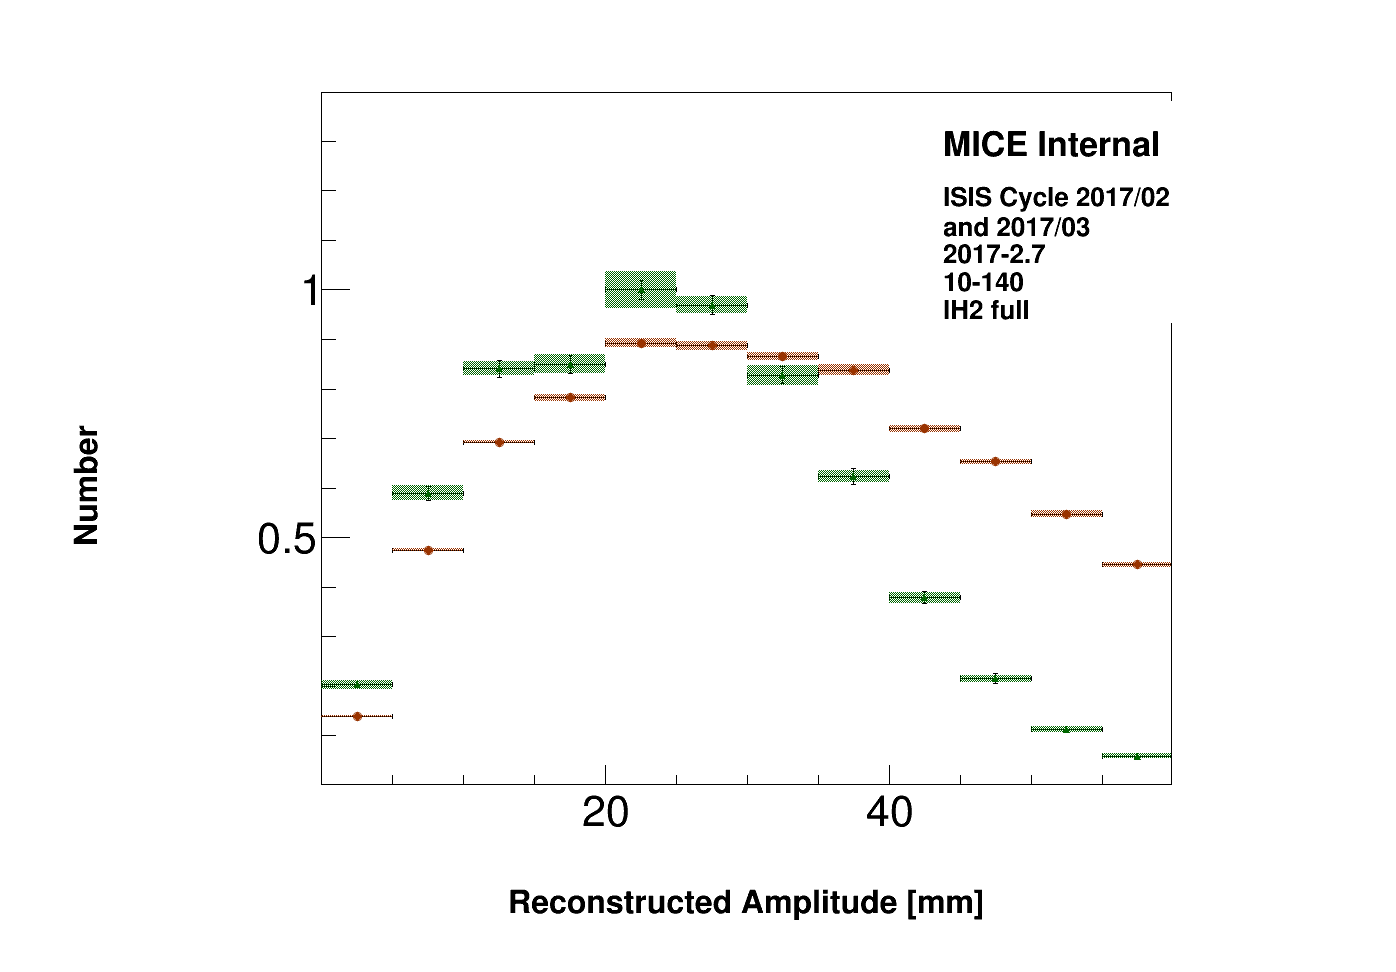 MICE Internal
ISIS Cycle 2017/02
and 2017/03
2017-2.7
10-140
lH2 full
1
0.5
Number
20
40
Reconstructed Amplitude [mm]